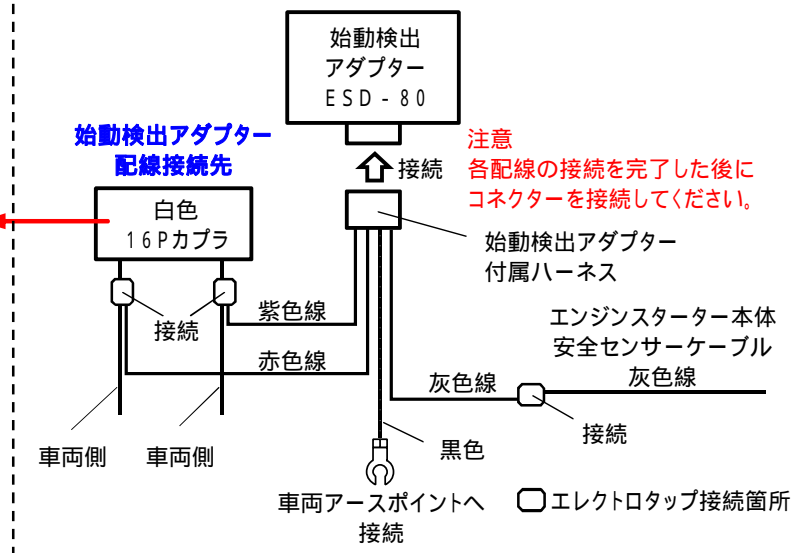 始動検出
アダプター
ESD-80
始動検出アダプター
配線接続先
注意
各配線の接続を完了した後に
コネクターを接続してください。
接続
白色
16Pカプラ
始動検出アダプター
付属ハーネス
接続
紫色線
赤色線
エンジンスターター本体
安全センサーケーブル
灰色線
灰色線
接続
車両側
車両側
黒色
車両アースポイントへ
接続
エレクトロタップ接続箇所